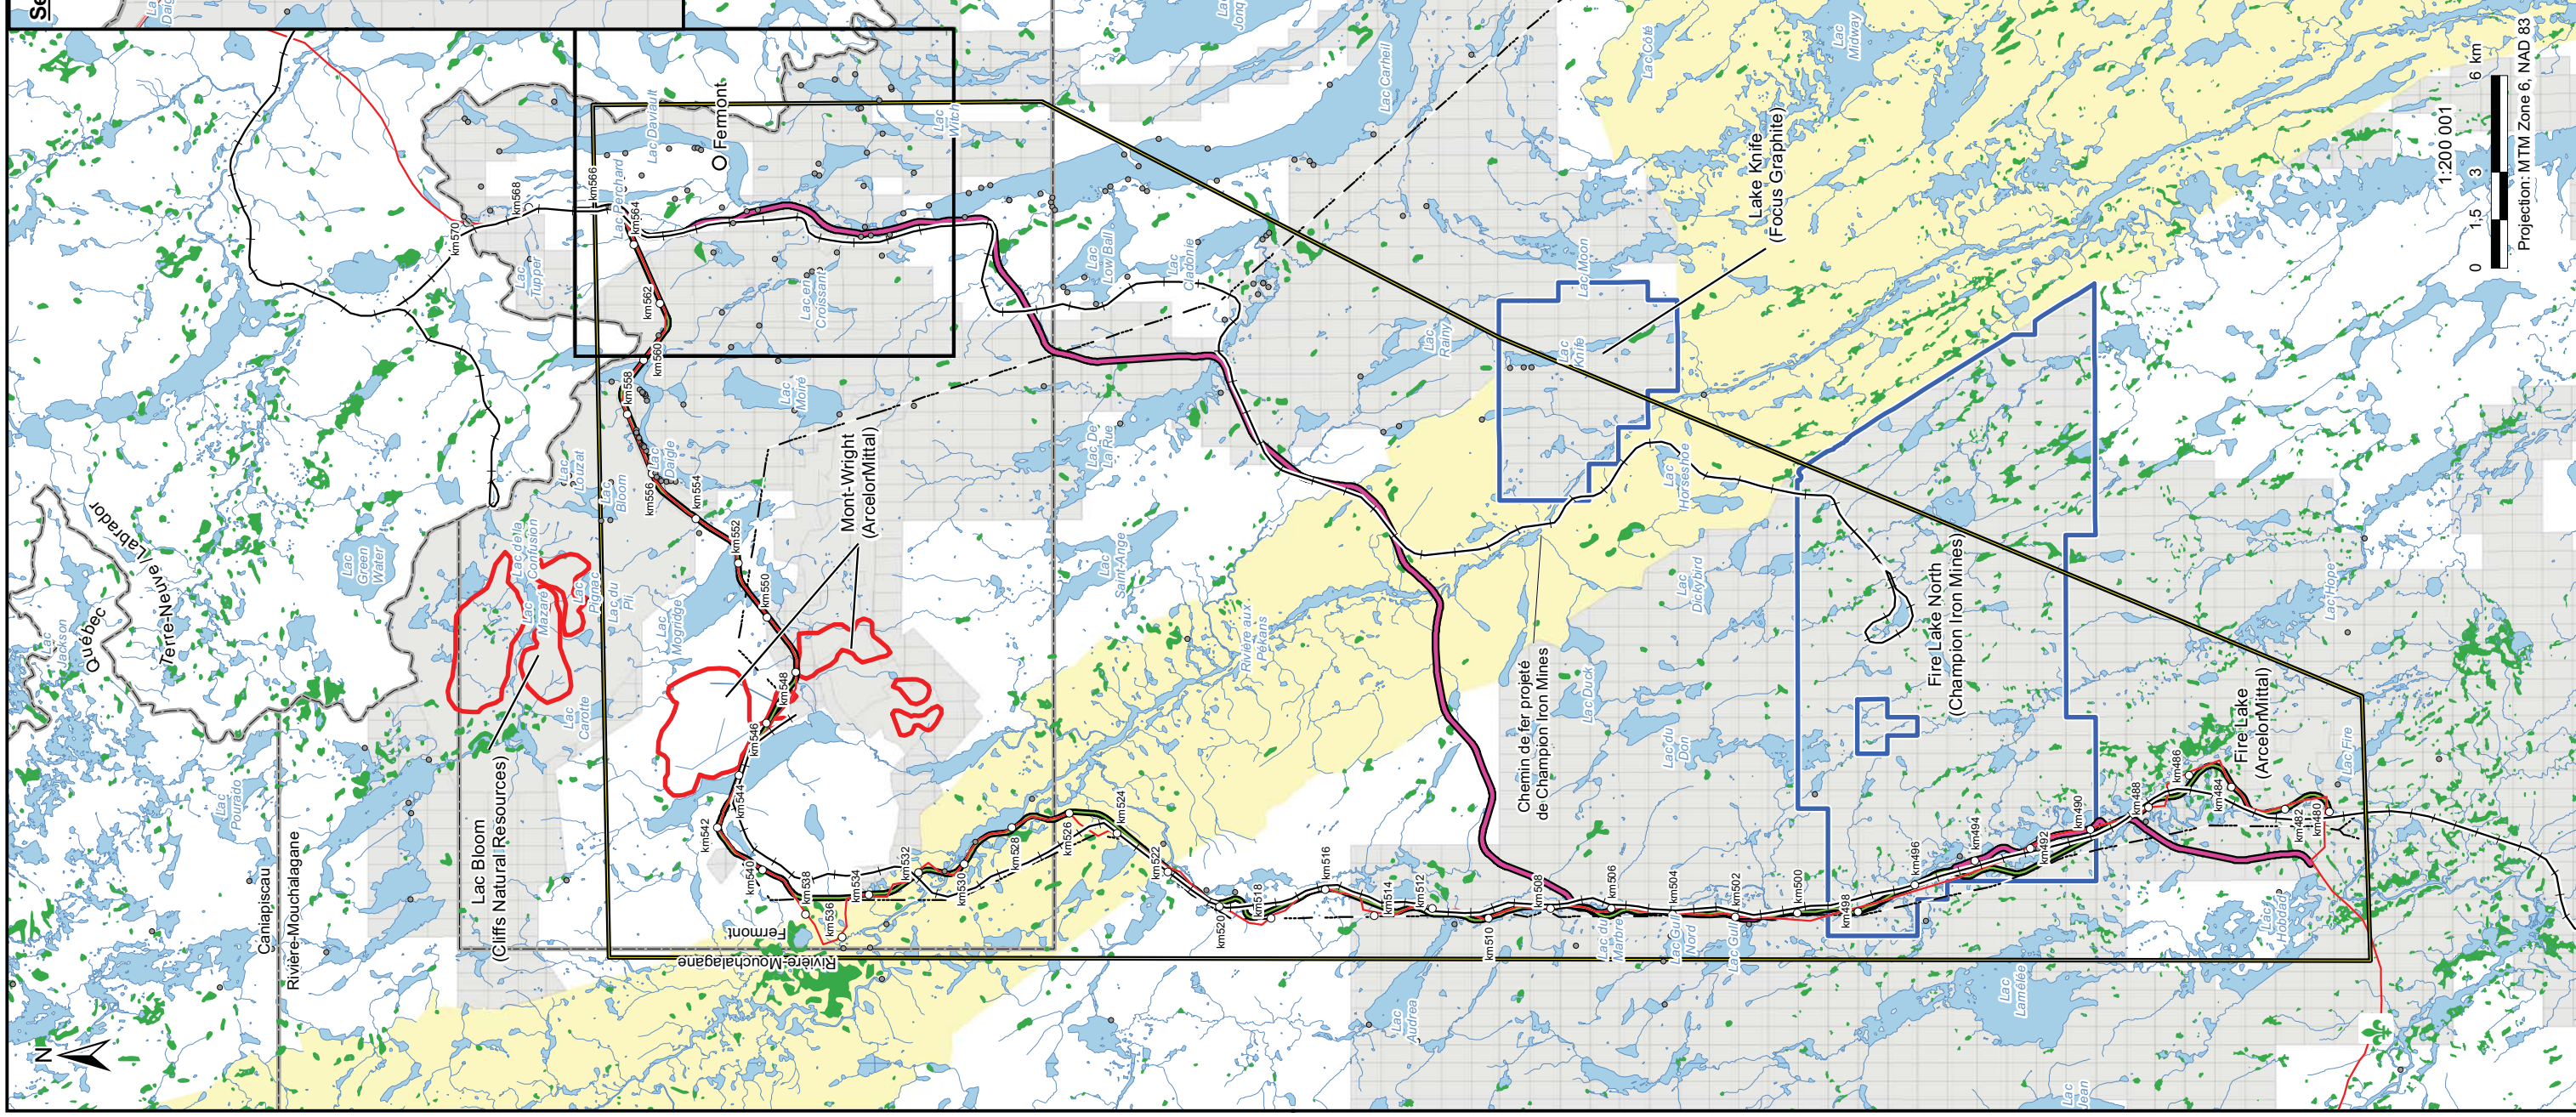 Se
N
Québec
Terre-Neuve / Labrador
Caniapiscau
Rivière-Mouchalagane
Fermont
Rivière-Mouchalagane
Lac
Jackson
Lac
Pourado
Lac
Green
Water
Lac
Carotte
Lac de la
Confusion
Lac
Mazaré
Lac
Pignac
Lac du
Pli
Lac
Bloom
Lac
Louzat
Lac
Daigle
Lac
Mogridge
Lac
Moiré
Lac
Tupper
Lac Perchard
Lac Daviault
Lac en
Croissant
Lac
Witch
Lac Carheil
Lac
Jonq
Lac Côté
Lac
Midway
Lac
Low Ball
Lac
Cladonie
Lac De
La Rue
Lac
Saint-Ange
Rivière aux
Pékans
Lac
Rainy
Lac Moon
Lac
Knife
Lac
Horseshoe
Lac
Dickybird
Lac Duck
Lac du
Don
Lac du
Marbre
Lac Gull
Nord
Lac Gull
Lac
Audrea
Lac
Lamêlée
Lac
Hobdad
Lac Hope
Lac Fire
Lac
Jean
O Fermont
Lac Bloom
(Cliffs Natural Resources)
Mont-Wright
(ArcelorMittal)
Lake Knife
(Focus Graphite)
Chemin de fer projeté
de Champion Iron Mines
Fire Lake North
(Champion Iron Mines)
Fire Lake
(ArcelorMittal)
km570
km568
km566
km564
km562
km560
km558
km556
km554
km552
km550
km548
km546
km544
km542
km540
km538
km536
km534
km532
km530
km528
km526
km524
km522
km520
km518
km516
km514
km512
km510
km508
km506
km504
km502
km500
km498
km496
km494
km492
km490
km488
km486
km484
km482
km480
1:200 001
0 1,5 3 6 km
Projection: MTM Zone 6, NAD 83